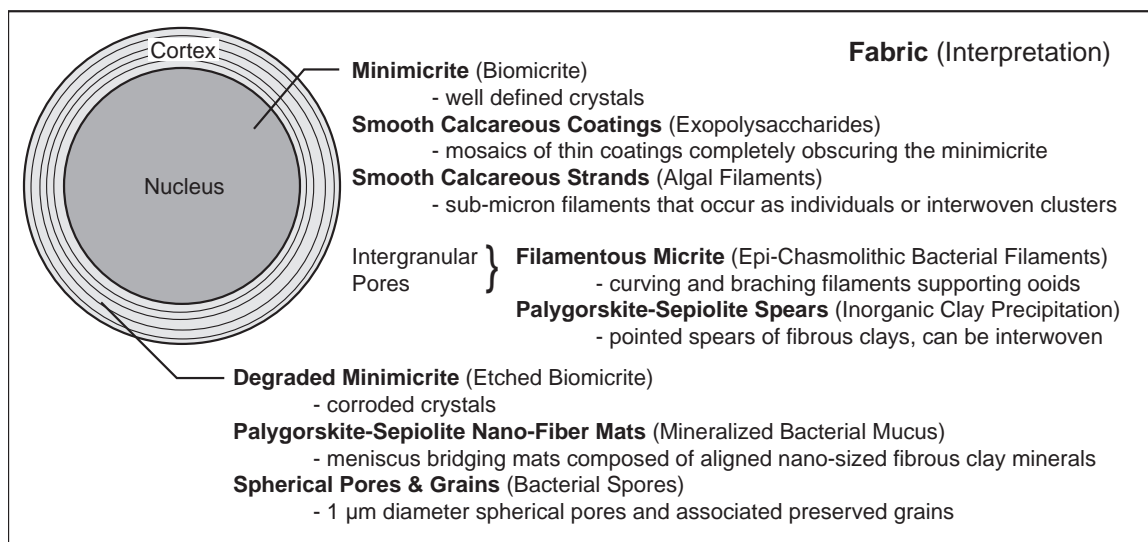 Cortex
Nucleus
Fabric (Interpretation)
Minimicrite (Biomicrite)
- well defined crystals
Smooth Calcareous Coatings (Exopolysaccharides)
- mosaics of thin coatings completely obscuring the minimicrite
Smooth Calcareous Strands (Algal Filaments)
- sub-micron filaments that occur as individuals or interwoven clusters
Intergranular
Pores
}
Filamentous Micrite (Epi-Chasmolithic Bacterial Filaments)
- curving and braching filaments supporting ooids
Palygorskite-Sepiolite Spears (Inorganic Clay Precipitation)
- pointed spears of fibrous clays, can be interwoven
Degraded Minimicrite (Etched Biomicrite)
- corroded crystals
Palygorskite-Sepiolite Nano-Fiber Mats (Mineralized Bacterial Mucus)
- meniscus bridging mats composed of aligned nano-sized fibrous clay minerals
Spherical Pores & Grains (Bacterial Spores)
- 1 µm diameter spherical pores and associated preserved grains